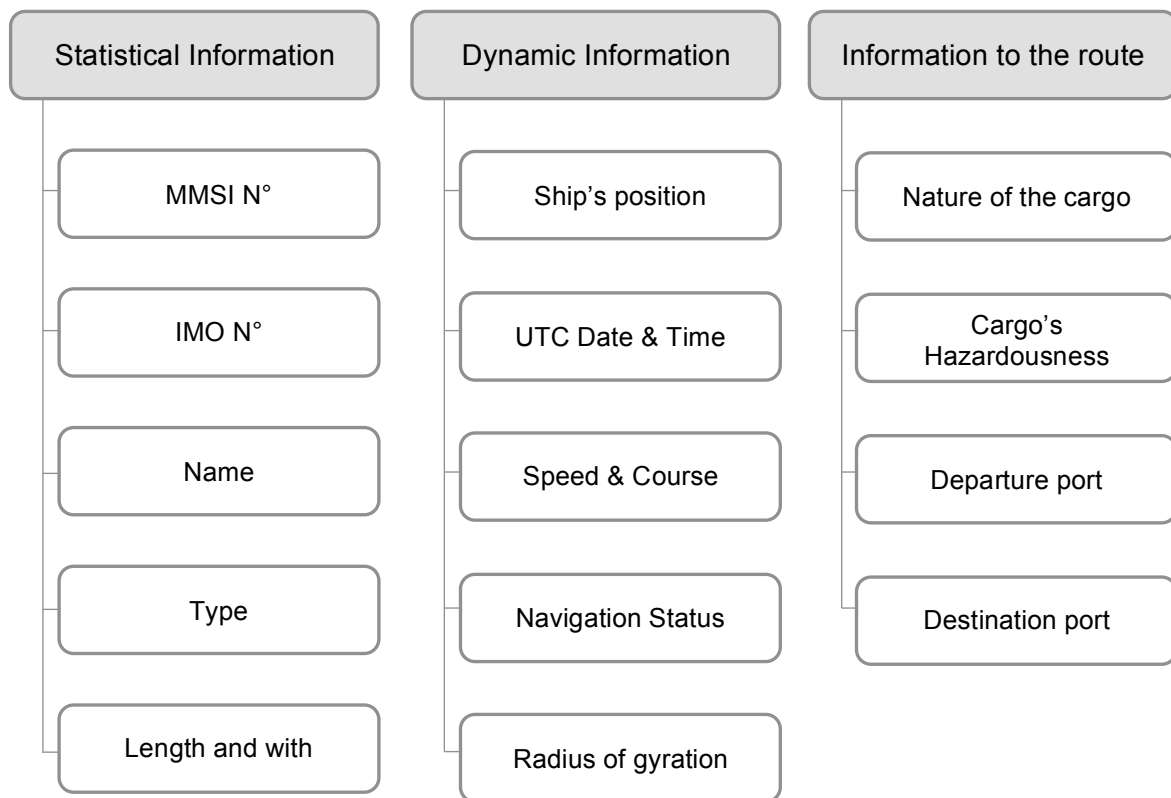 Statistical Information
MMSI N°
IMO N°
Name
Type
Length and with
Dynamic Information
Ship's position
UTC Date & Time
Speed & Course
Navigation Status
Radius of gyration
Information to the route
Nature of the cargo
Cargo's
Hazardousness
Departure port
Destination port